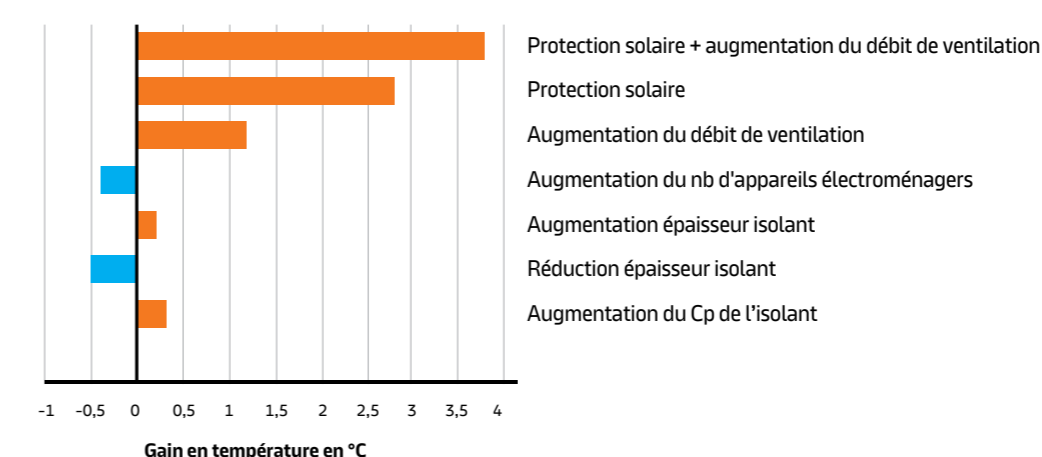 Protection solaire + augmentation du débit de ventilation
Protection solaire
Augmentation du débit de ventilation
Augmentation du nb d'appareils électroménagers
Augmentation épaisseur isolant
Réduction épaisseur isolant
Augmentation du Cp de l’isolant
-1 -0,5 0 0,5 1 1,5 2 2,5 3 3,5 4
Gain en température en °C